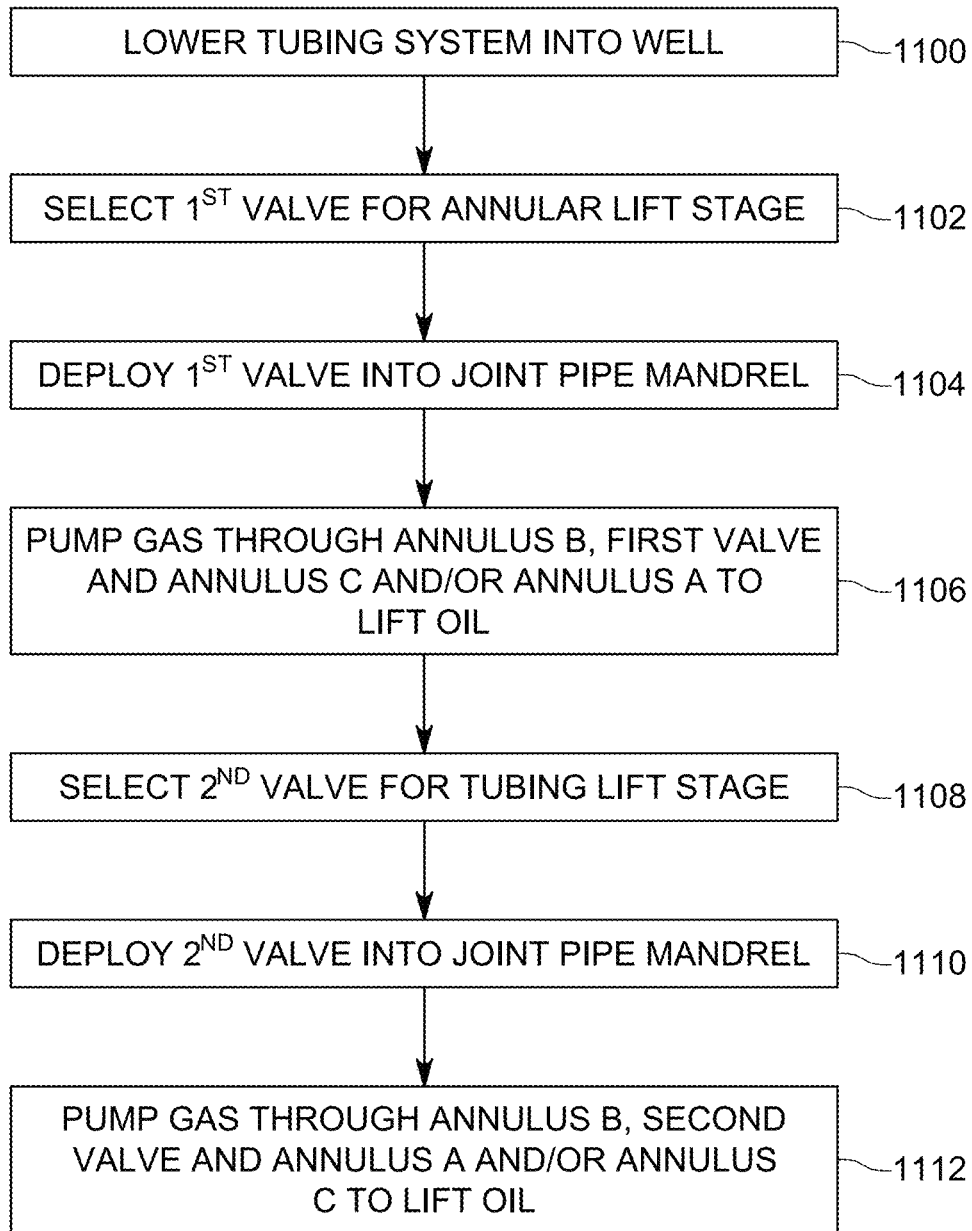 LOWER TUBING SYSTEM INTO WELL
1100
SELECT 1ST VALVE FOR ANNULAR LIFT STAGE
1102
DEPLOY 1ST VALVE INTO JOINT PIPE MANDREL
1104
PUMP GAS THROUGH ANNULUS B, FIRST VALVE
AND ANNULUS C AND/OR ANNULUS A TO
LIFT OIL
1106
SELECT 2ND VALVE FOR TUBING LIFT STAGE
1108
DEPLOY 2ND VALVE INTO JOINT PIPE MANDREL
1110
PUMP GAS THROUGH ANNULUS B, SECOND
VALVE AND ANNULUS A AND/OR ANNULUS
C TO LIFT OIL
1112